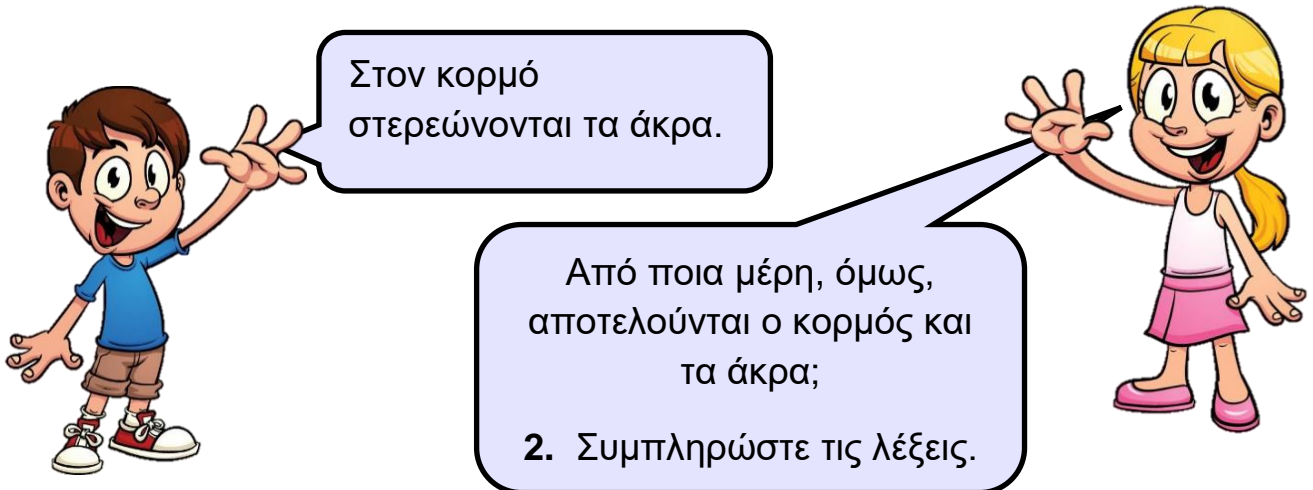 Στον κορμό
στερεώνονται τα άκρα.
Από ποια μέρη, όμως,
αποτελούνται ο κορμός και
τα άκρα;
2. Συμπληρώστε τις λέξεις.